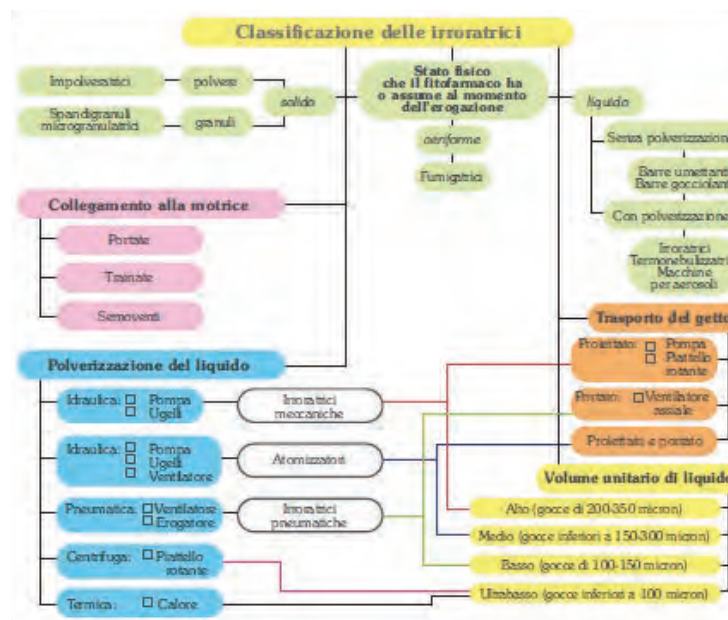 Classificazione delle irroratrici
Impolveratrici
polvere
Spandigranuli
microgranulatrici
granuli
solido
Stato fisico
che il fitofarmaco ha
o assume al momento
dell'erogazione
aeriforme
Fumigatrici
liquido
Senza polverizzazion
Barre umettant
Barre gocciolan
Con polverizzazione
Irroratrici
Termonebulizzatri
Macchine
per aerosoli
Collegamento alla motrice
Portate
Trainate
Semoventi
Trasporto del getto
Proiettato: Pompa
Piattello
rotante
Portato: Ventilatore
assiale
Proiettato e portato
Polverizzazione del liquido
Idraulica: Pompa
Ugelli
Irroratrici
meccaniche
Idraulica: Pompa
Ugelli
Ventilatore
Atomizzatori
Pneumatica: Ventilatore
Erogatore
Irroratrici
pneumatiche
Centrifuga: Piattello
rotante
Termica: Calore
Volume unitario di liquido
Alto (gocce di 200-350 micron)
Medio (gocce inferiori a 150-300 micron)
Basso (gocce di 100-150 micron)
Ultrabasso (gocce inferiori a 100 micron)